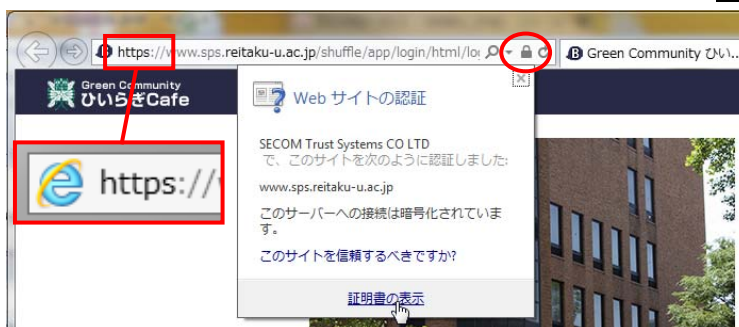 https://www.sps.reitaku-u.ac.jp/shuffle/app/login/html/lo
Green Community ひい...
Green Community
ひいらぎCafe
https://
Web サイトの認証
SECOM Trust Systems CO LTD
で、このサイトを次のように認証しました:
www.sps.reitaku-u.ac.jp
このサーバーへの接続は暗号化されていま
す。
このサイトを信頼するべきですか?
証明書の表示